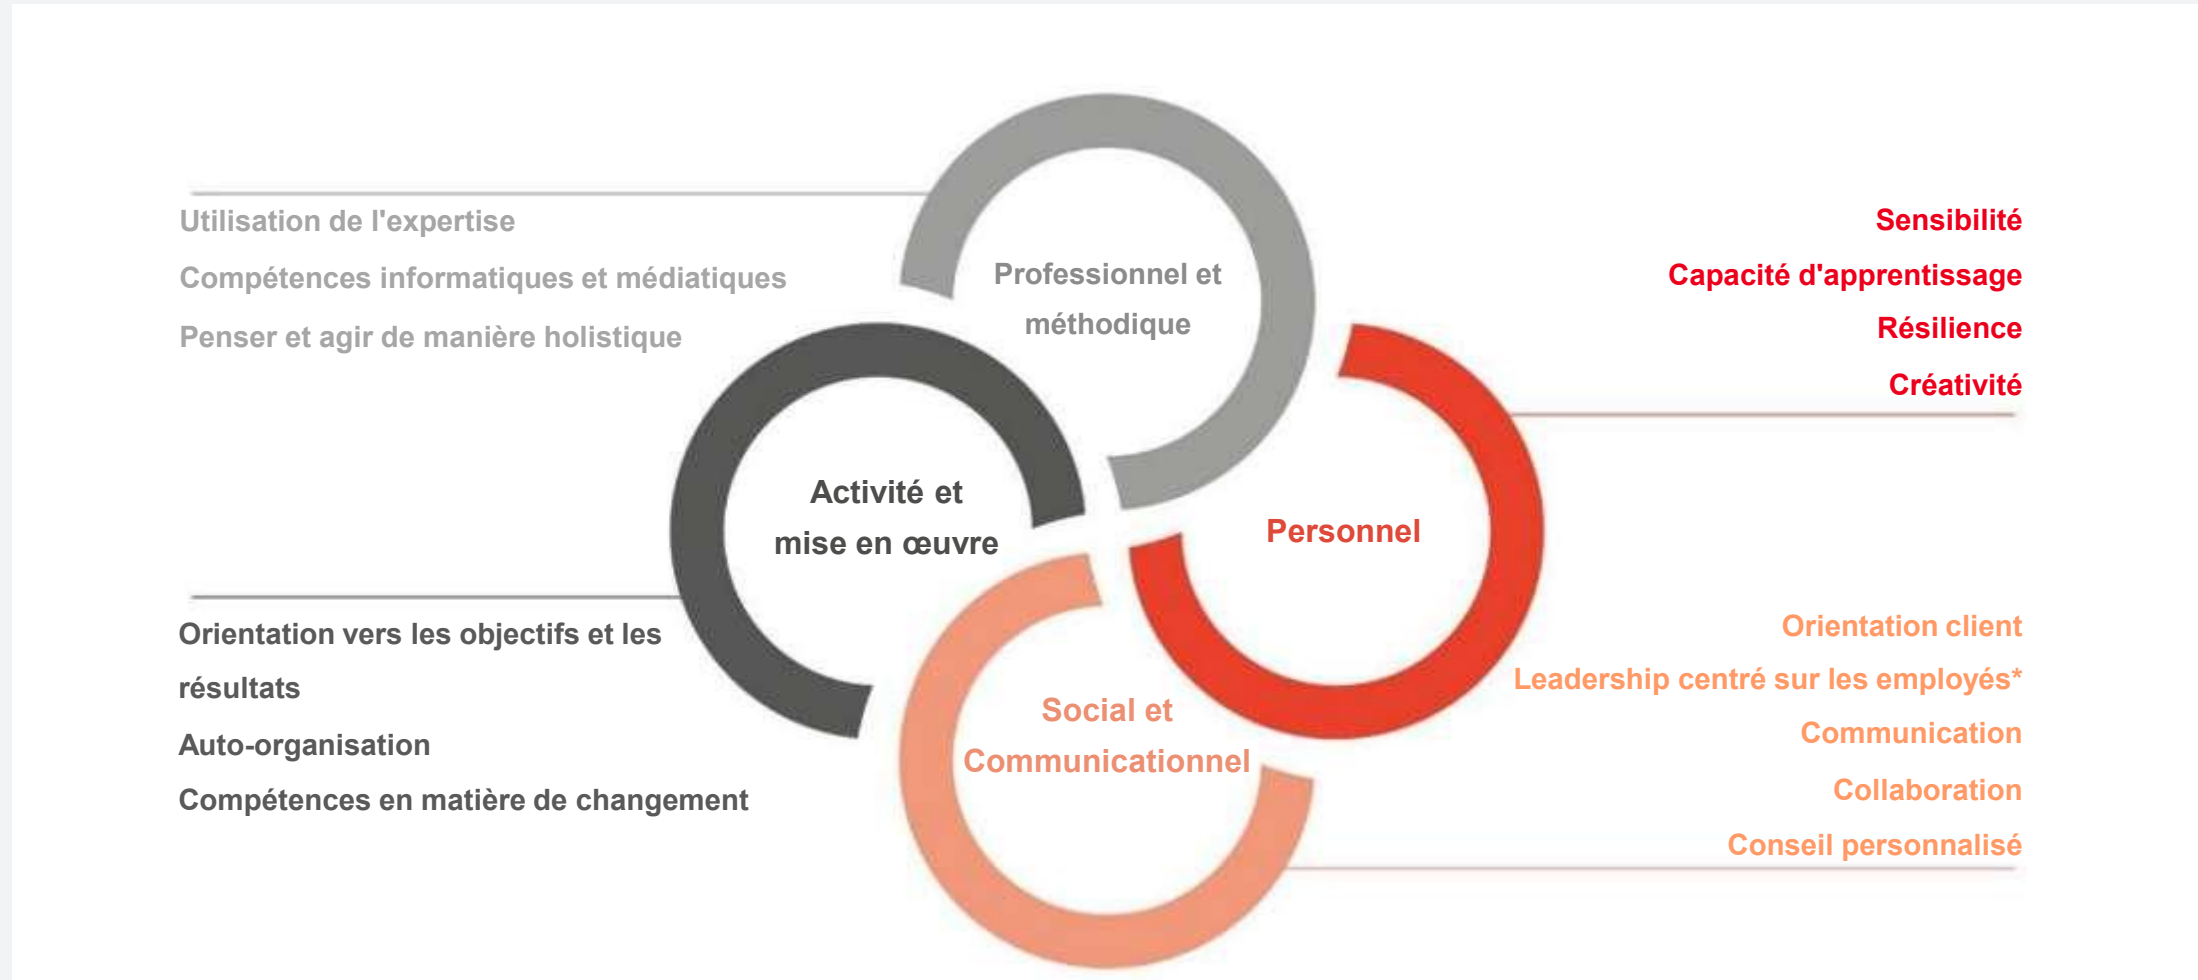 Utilisation de l'expertise
Compétences informatiques et médiatiques
Penser et agir de manière holistique
Professionnel et
méthodique
Sensibilité
Capacité d'apprentissage
Résilience
Créativité
Activité et
mise en œuvre
Personnel
Orientation vers les objectifs et les
résultats
Auto-organisation
Compétences en matière de changement
Social et
Communicationnel
Orientation client
Leadership centré sur les employés*
Communication
Collaboration
Conseil personnalisé